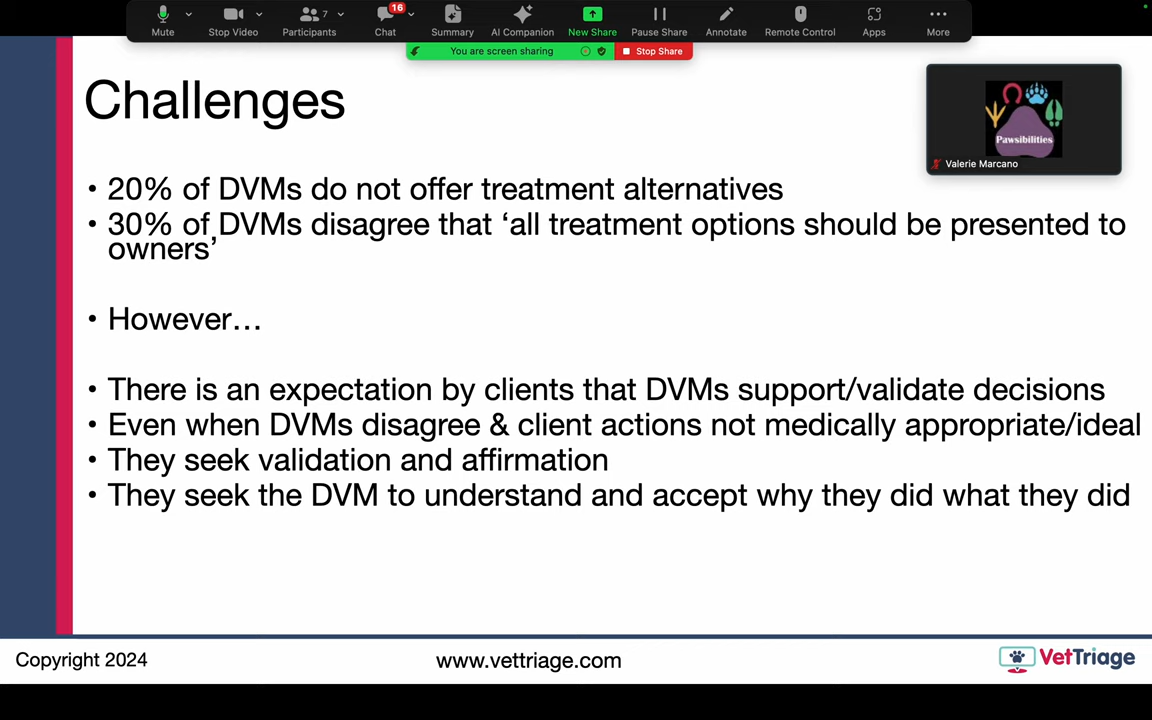 Mute
Stop Video
Participants
7
Chat
16
Summary
AI Companion
New Share
Pause Share
Annotate
Remote Control
Apps
More
You are screen sharing
Stop Share
Challenges
Pawsibilities
Valerie Marcano
• 20% of DVMs do not offer treatment alternatives
• 30% of DVMs disagree that ‘all treatment options should be presented to
owners’
• However…
• There is an expectation by clients that DVMs support/validate decisions
• Even when DVMs disagree & client actions not medically appropriate/ideal
• They seek validation and affirmation
• They seek the DVM to understand and accept why they did what they did
Copyright 2024
www.vettriage.com
VetTriage